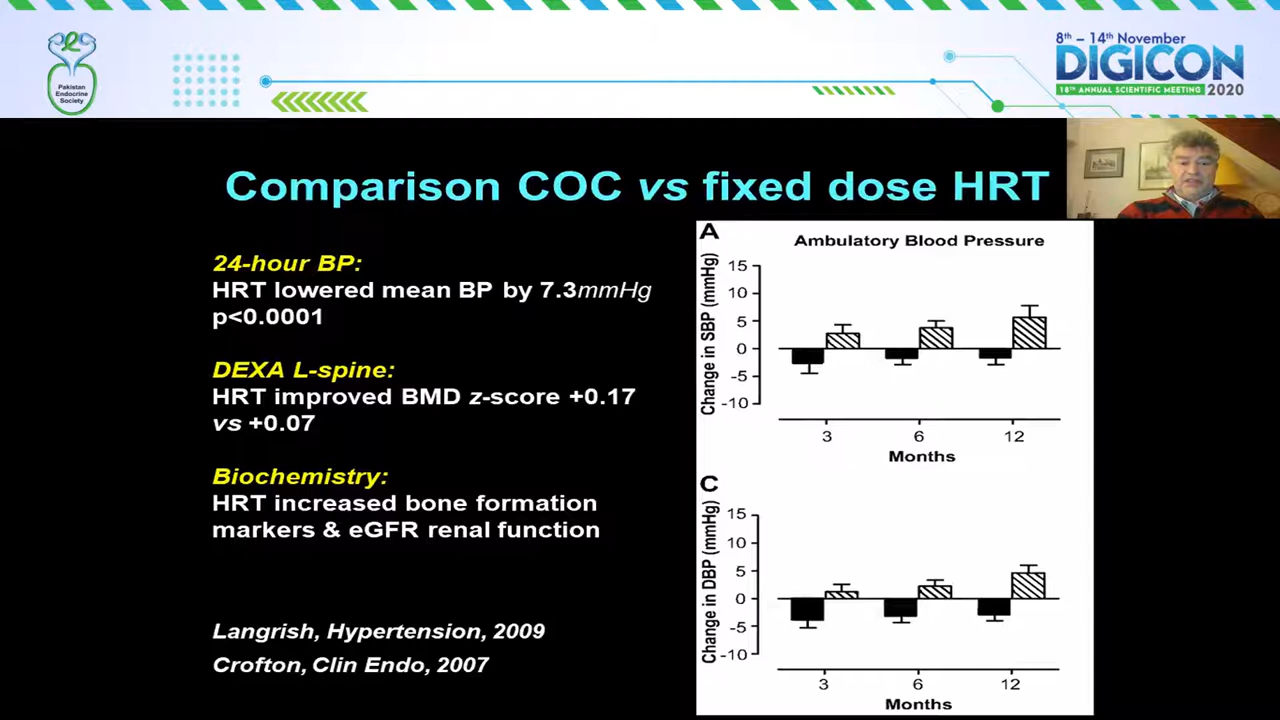 Pakistan
Endocrine
Society
8th – 14th November
DIGICON
18TH ANNUAL SCIENTIFIC MEETING 2020
Comparison COC vs fixed dose HRT
24-hour BP:
HRT lowered mean BP by 7.3mmHg
p<0.0001
DEXA L-spine:
HRT improved BMD z-score +0.17
vs +0.07
Biochemistry:
HRT increased bone formation
markers & eGFR renal function
Langrish, Hypertension, 2009
Crofton, Clin Endo, 2007
A
Ambulatory Blood Pressure
Change in SBP (mmHg)
15
10
5
0
-5
-10
3 6 12
Months
C
Change in DBP (mmHg)
15
10
5
0
-5
-10
3 6 12
Months